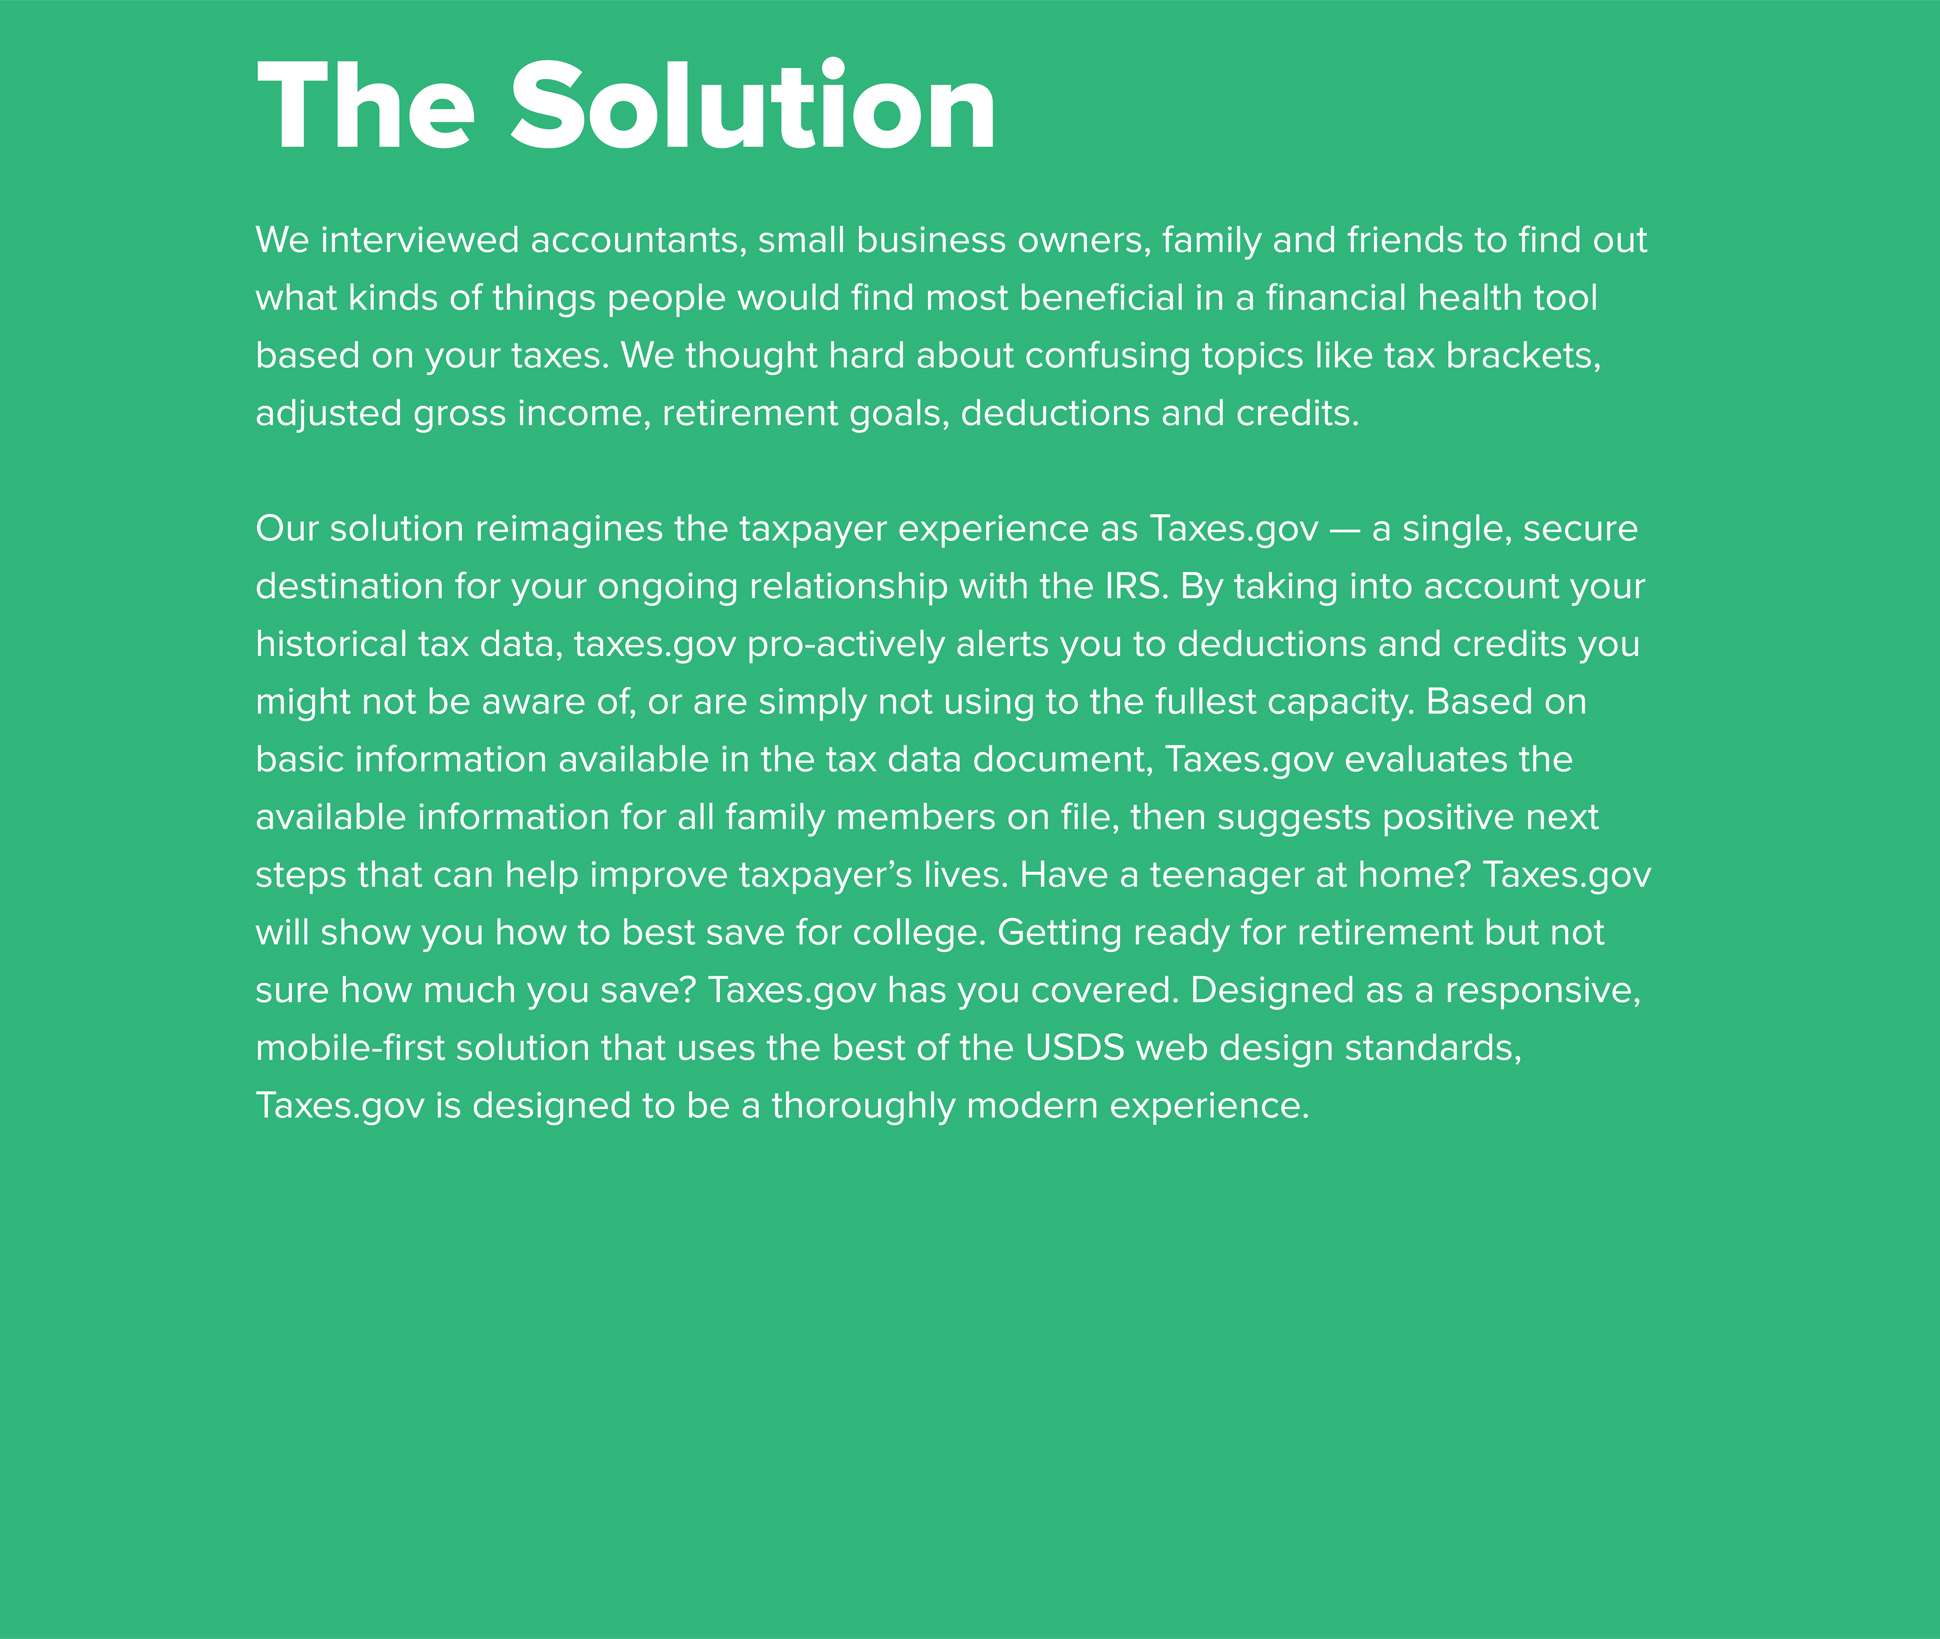 The Solution
We interviewed accountants, small business owners, family and friends to find out
what kinds of things people would find most beneficial in a financial health tool
based on your taxes. We thought hard about confusing topics like tax brackets,
adjusted gross income, retirement goals, deductions and credits.
Our solution reimagines the taxpayer experience as Taxes.gov — a single, secure
destination for your ongoing relationship with the IRS. By taking into account your
historical tax data, taxes.gov pro-actively alerts you to deductions and credits you
might not be aware of, or are simply not using to the fullest capacity. Based on
basic information available in the tax data document, Taxes.gov evaluates the
available information for all family members on file, then suggests positive next
steps that can help improve taxpayer’s lives. Have a teenager at home? Taxes.gov
will show you how to best save for college. Getting ready for retirement but not
sure how much you save? Taxes.gov has you covered. Designed as a responsive,
mobile-first solution that uses the best of the USDS web design standards,
Taxes.gov is designed to be a thoroughly modern experience.